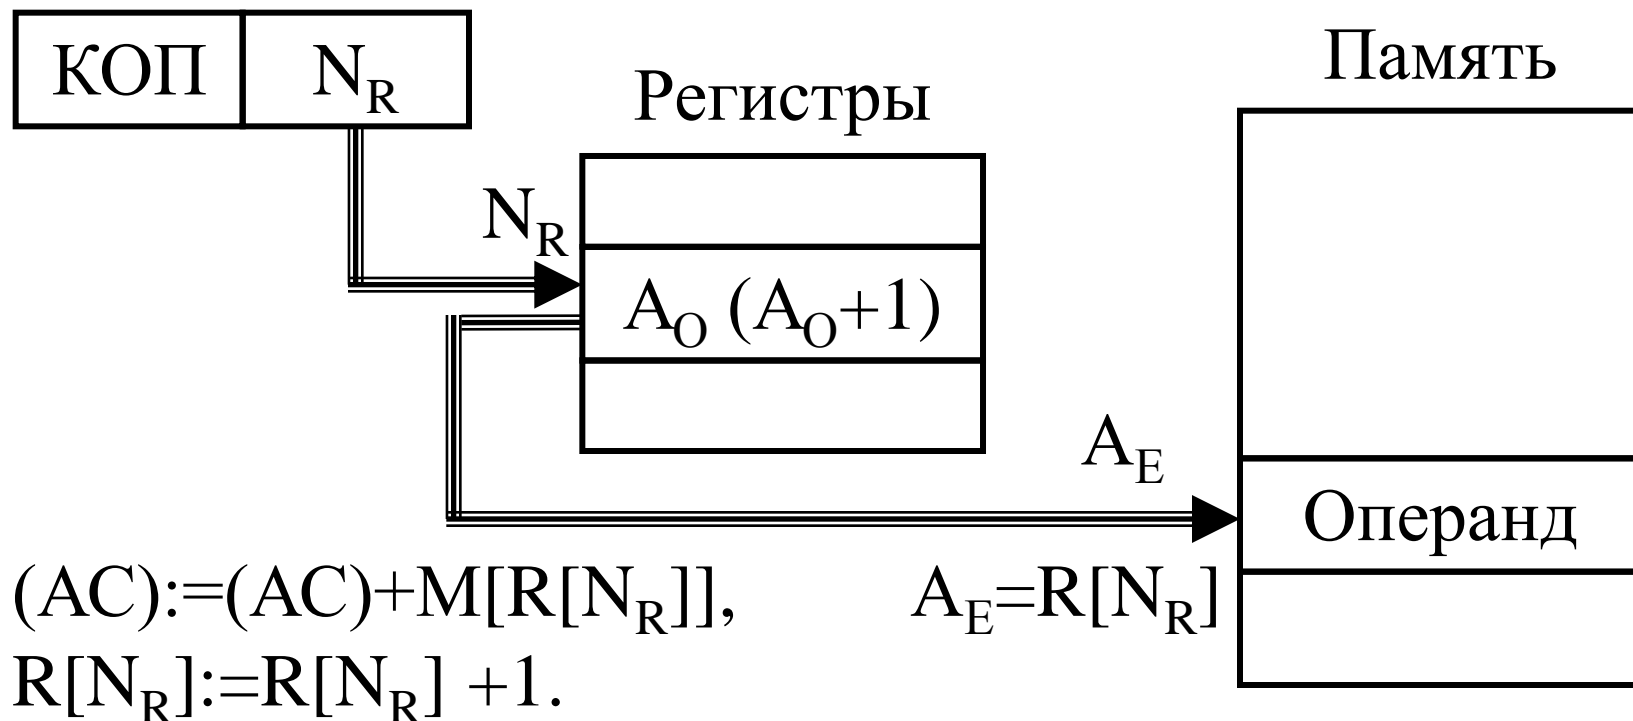 КОП N_R
Память
Регистры
N_R
A_O (A_O+1)
A_E
Операнд
(AC):=(AC)+M[R[N_R]], A_E=R[N_R]
R[N_R]:=R[N_R] +1.